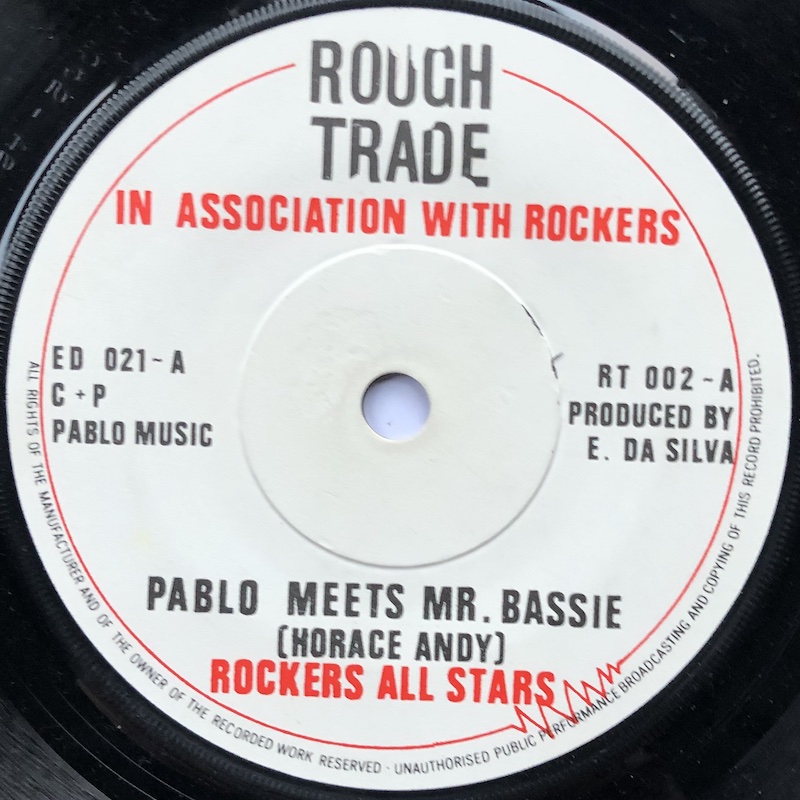 ROUGH
TRADE
IN ASSOCIATION WITH ROCKERS
ED 021-A
C + P
PABLO MUSIC
RT 002-A
PRODUCED BY
E. DA SILVA
PABLO MEETS MR. BASSIE
(HORACE ANDY)
ROCKERS ALL STARS
ALL RIGHTS OF THE MANUFACTURER AND OF THE OWNER OF THE RECORDED WORK RESERVED · UNAUTHORISED PUBLIC PERFORMANCE BROADCASTING AND COPYING OF THIS RECORD PROHIBITED.